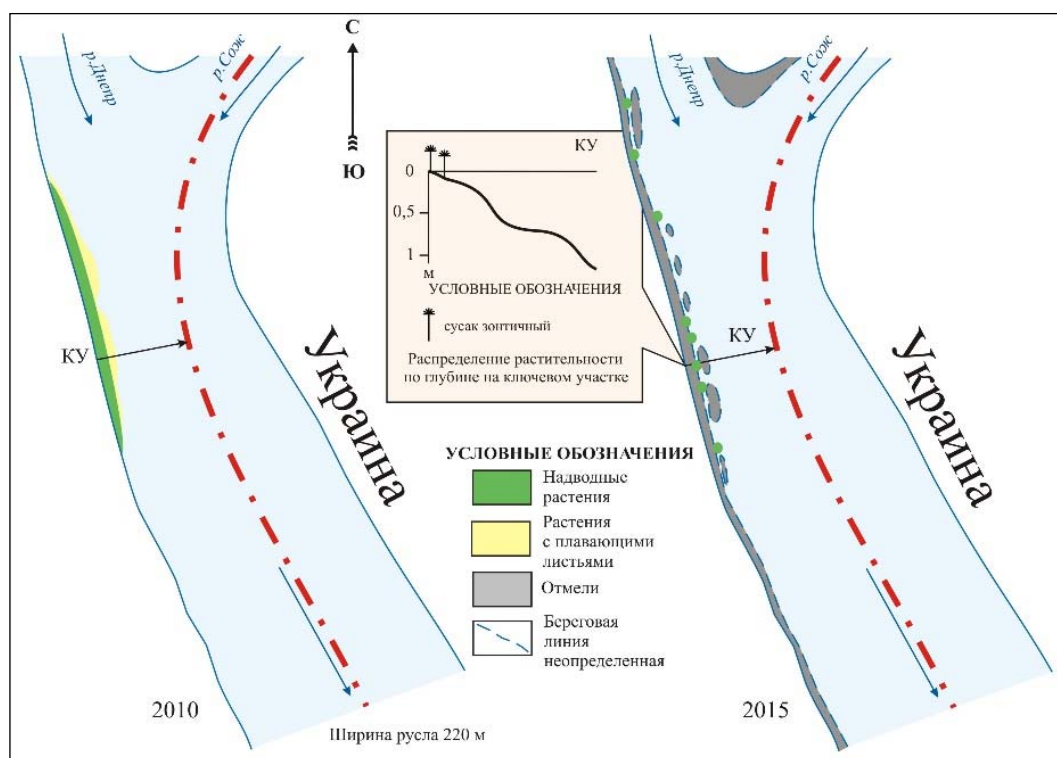 С
Ю
р.Днепр
р.Сож
КУ
Украина
2010
Ширина русла 220 м
КУ
0
0,5
1
м
УСЛОВНЫЕ ОБОЗНАЧЕНИЯ
сусак зонтичный
Распределение растительности
по глубине на ключевом участке
УСЛОВНЫЕ ОБОЗНАЧЕНИЯ
Надводные
растения
Растения
с плавающими
листьями
Отмели
Береговая
линия
неопределенная
р.Днепр
р.Сож
КУ
Украина
2015